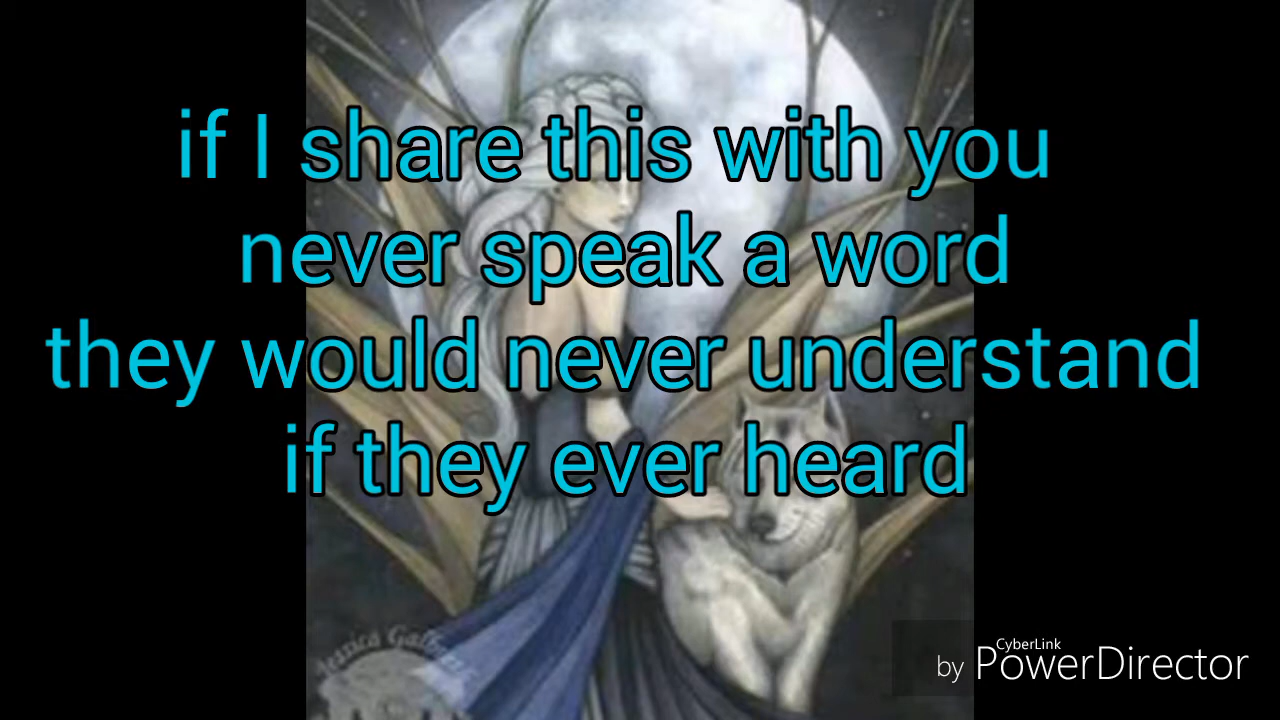 if I share this with you
never speak a word
they would never understand
if they ever heard
Jessica
CyberLink
by PowerDirector